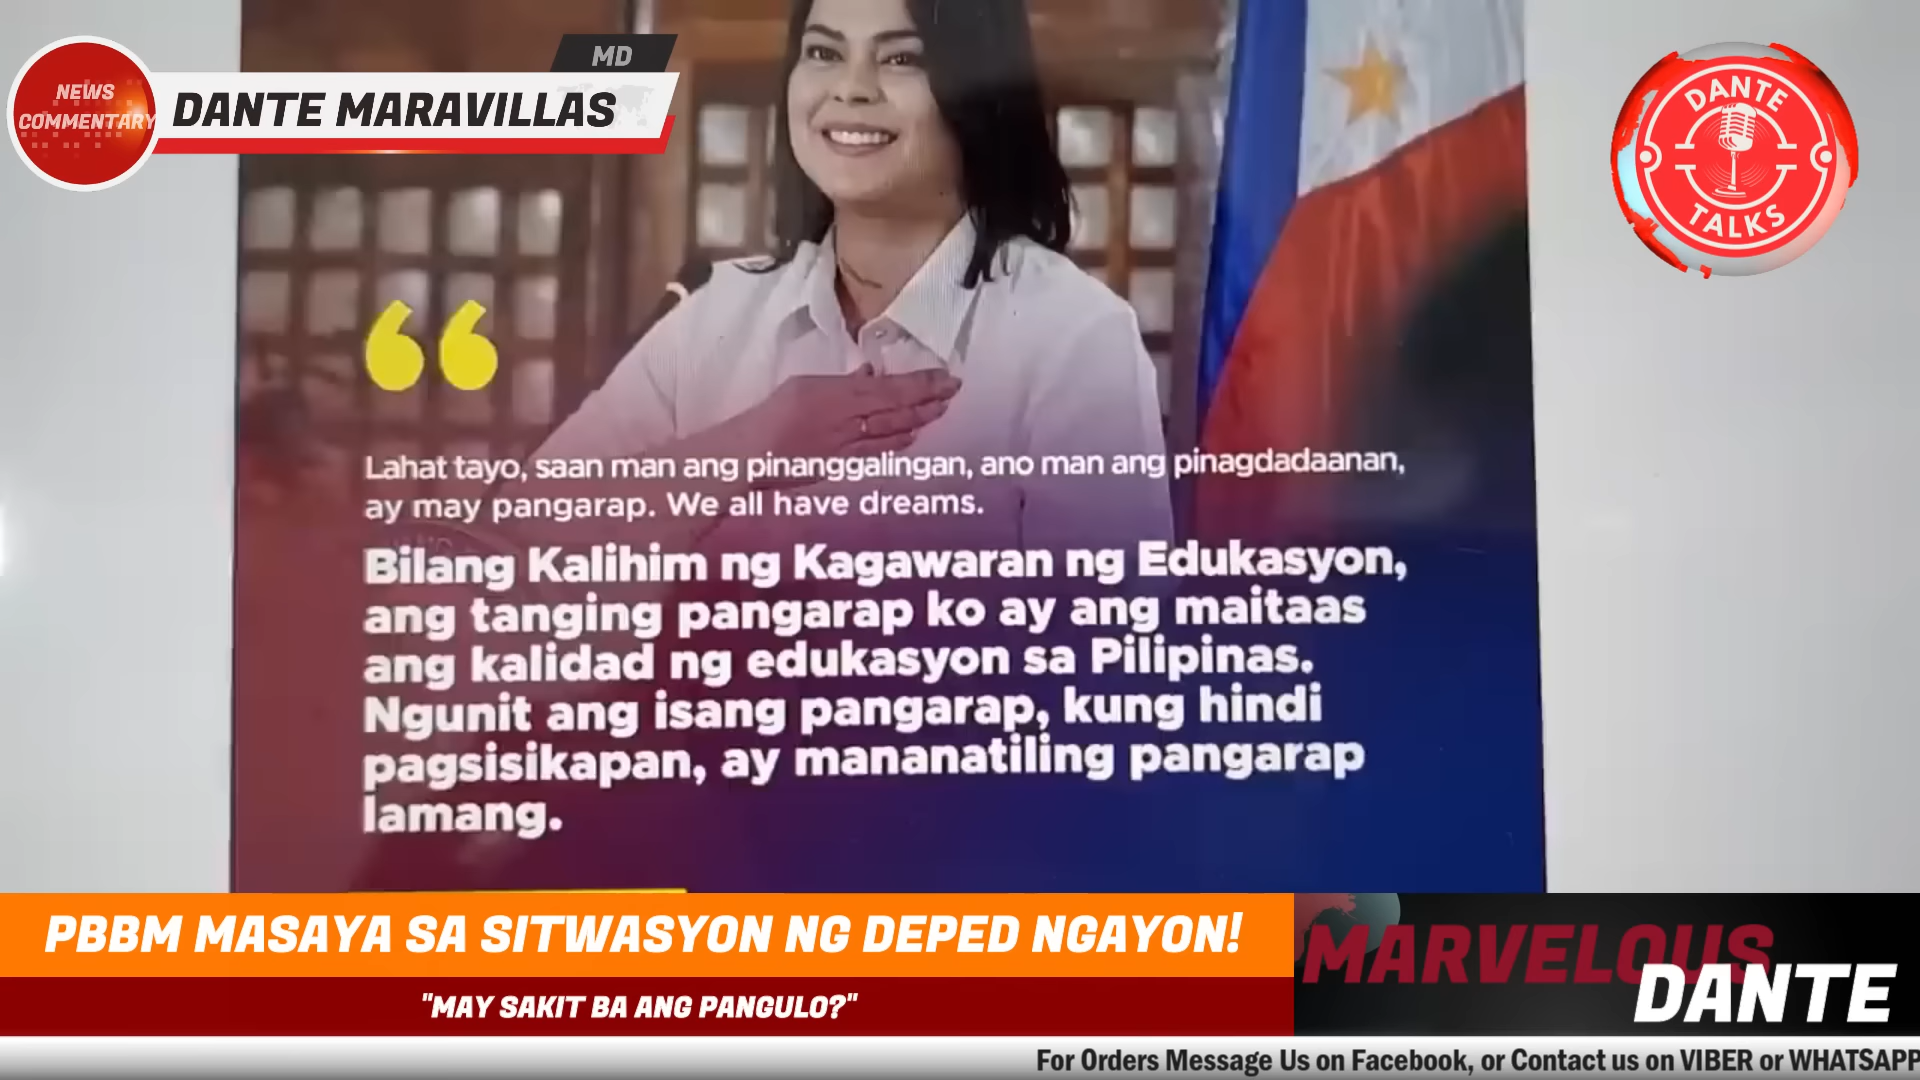 MD
NEWS
COMMENTARY
DANTE MARAVILLAS
DANTE
TALKS
“
Lahat tayo, saan man ang pinanggalingan, ano man ang pinagdadaanan,
ay may pangarap. We all have dreams.
Bilang Kalihim ng Kagawaran ng Edukasyon,
ang tanging pangarap ko ay ang maitaas
ang kalidad ng edukasyon sa Pilipinas.
Ngunit ang isang pangarap, kung hindi
pagsisikapan, ay mananatiling pangarap
lamang.
PBBM MASAYA SA SITWASYON NG DEPED NGAYON!
"MAY SAKIT BA ANG PANGULO?"
MARVELOUS
DANTE
For Orders Message Us on Facebook, or Contact us on VIBER or WHATSAPP